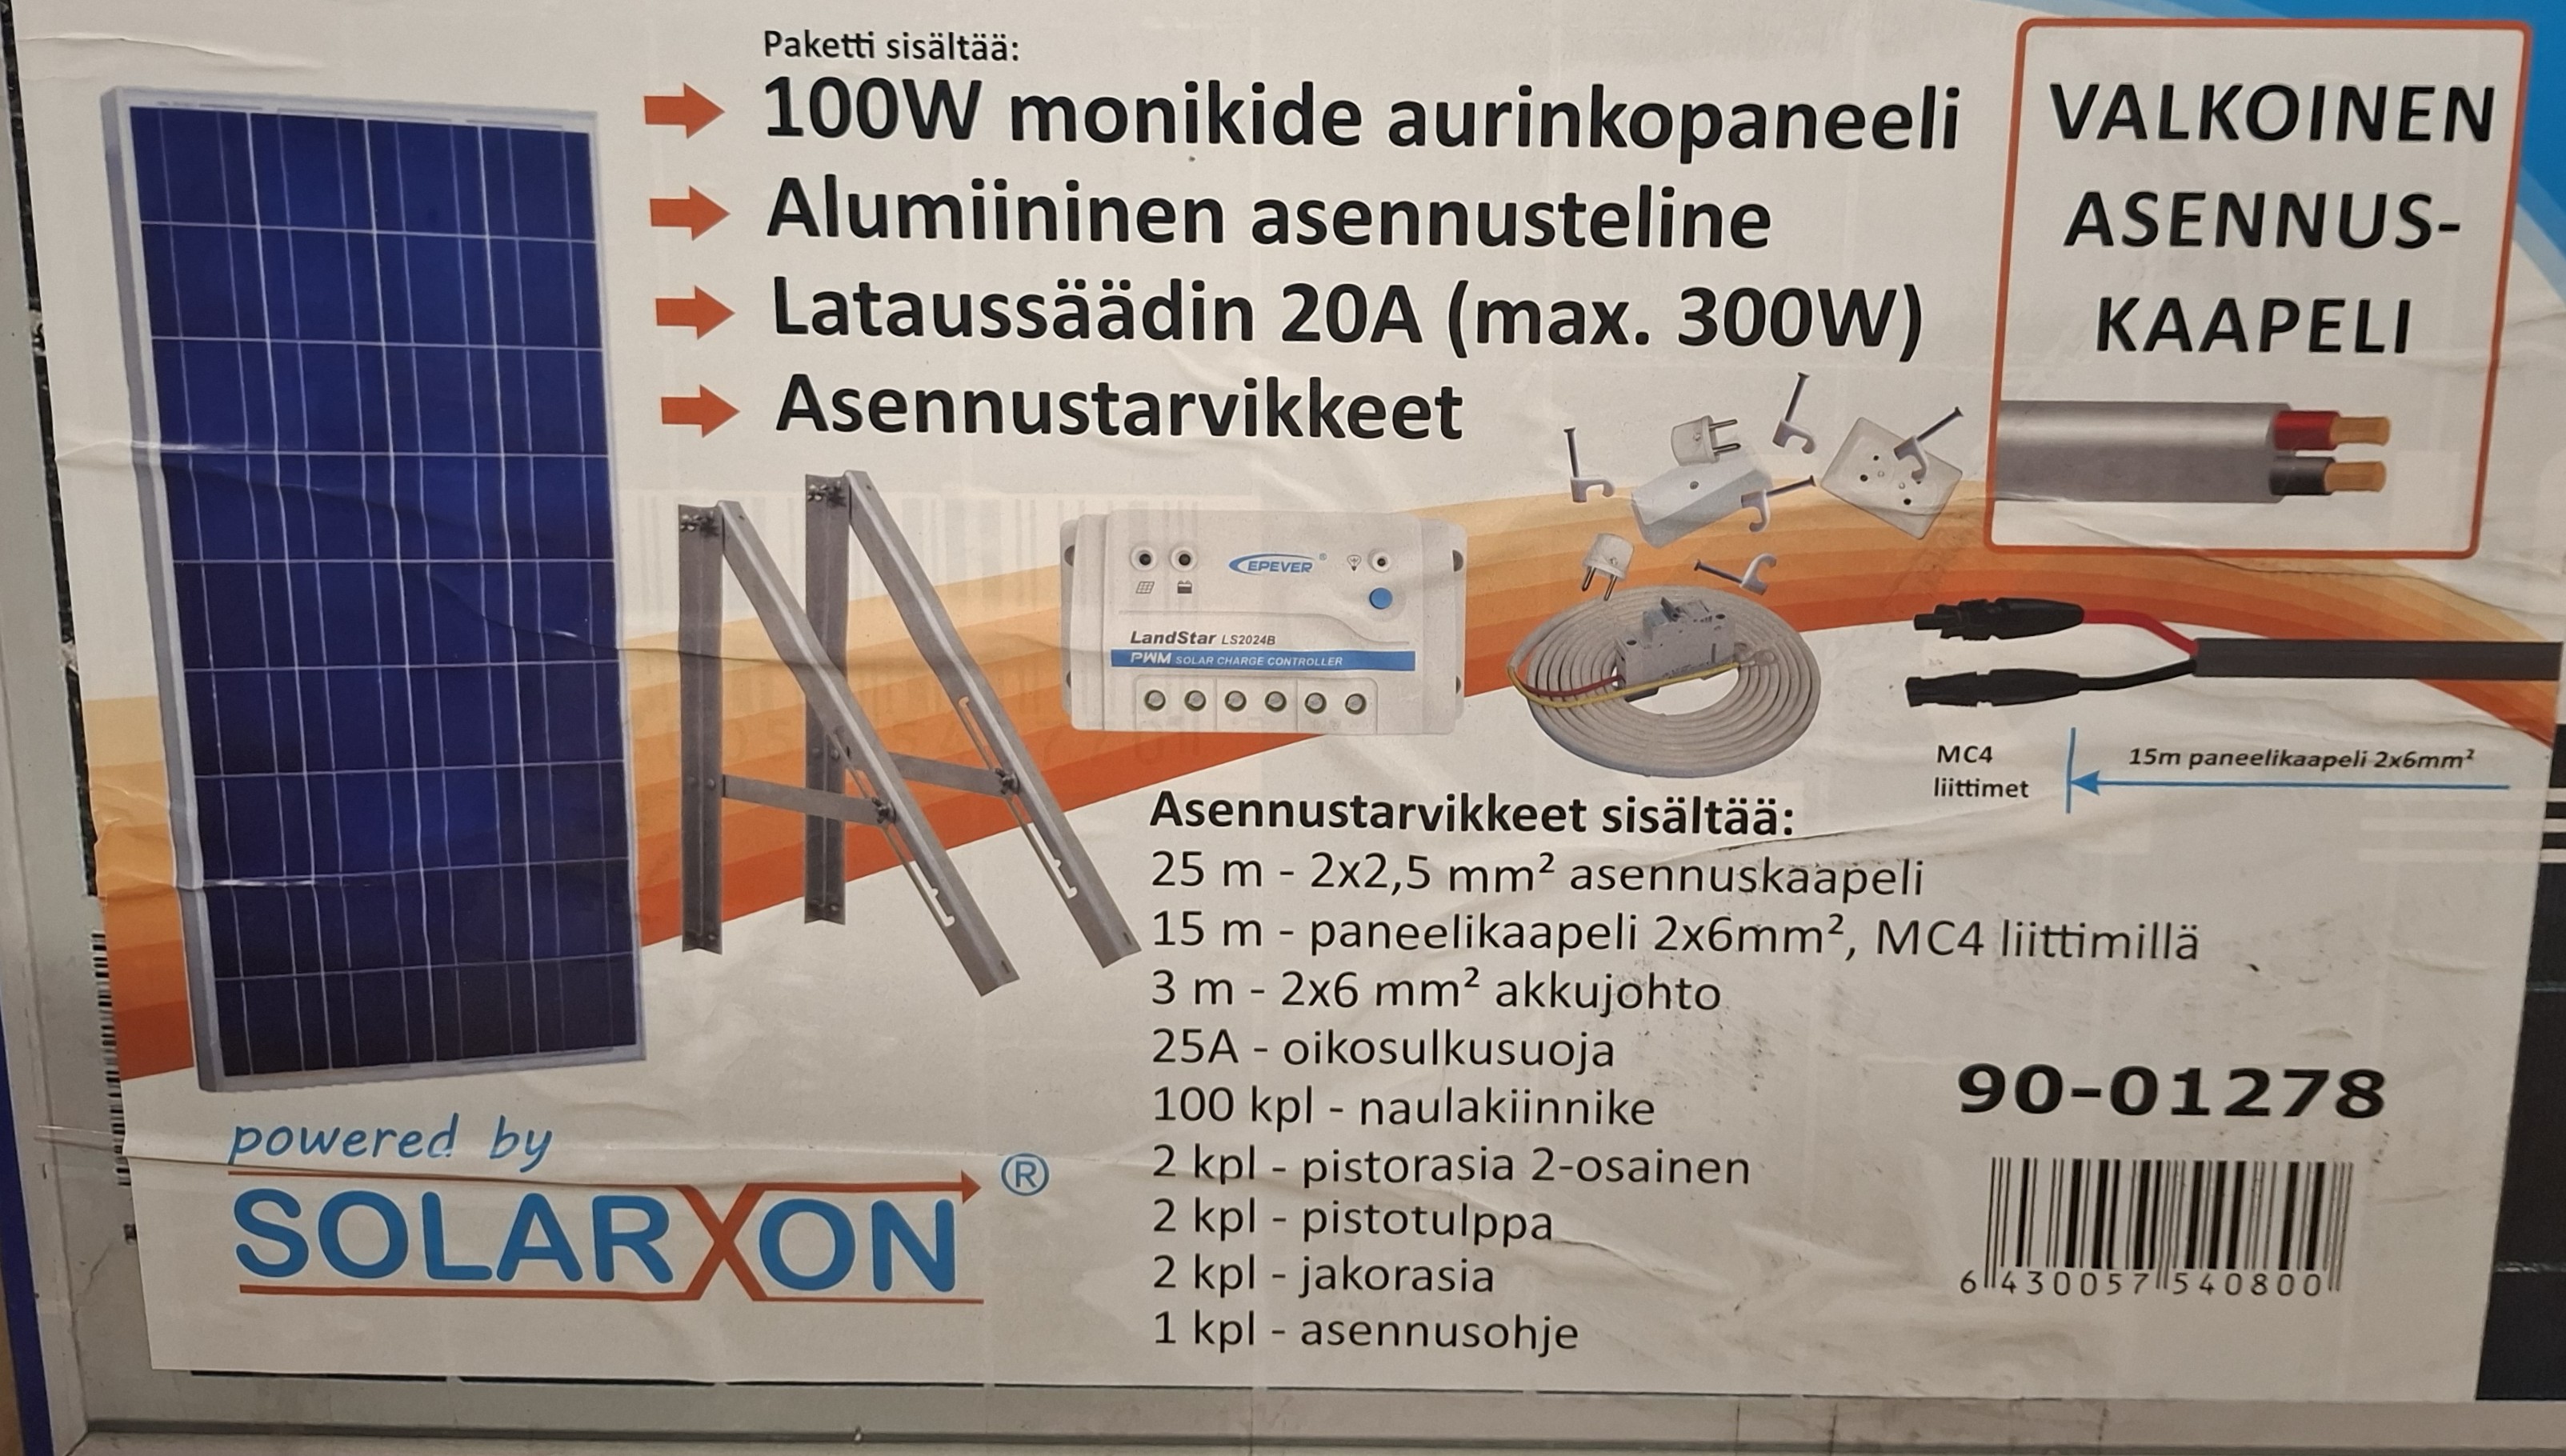 Paketti sisältää:
100W monikide aurinkopaneeli
Alumiininen asennusteline
Lataussäädin 20A (max. 300W)
Asennustarvikkeet
VALKOINEN
ASENNUS-
KAAPELI
EPEVER®
LandStar LS2024B
PWM SOLAR CHARGE CONTROLLER
MC4
liittimet
15m paneelikaapeli 2x6mm²
Asennustarvikkeet sisältää:
25 m - 2x2,5 mm² asennuskaapeli
15 m - paneelikaapeli 2x6mm², MC4 liittimillä
3 m - 2x6 mm² akkujohto
25A - oikosulkusuoja
100 kpl - naulakiinnike
2 kpl - pistorasia 2-osainen
2 kpl - pistotulppa
2 kpl - jakorasia
1 kpl - asennusohje
powered by
SOLARXON®
90-01278
6 430057 540800